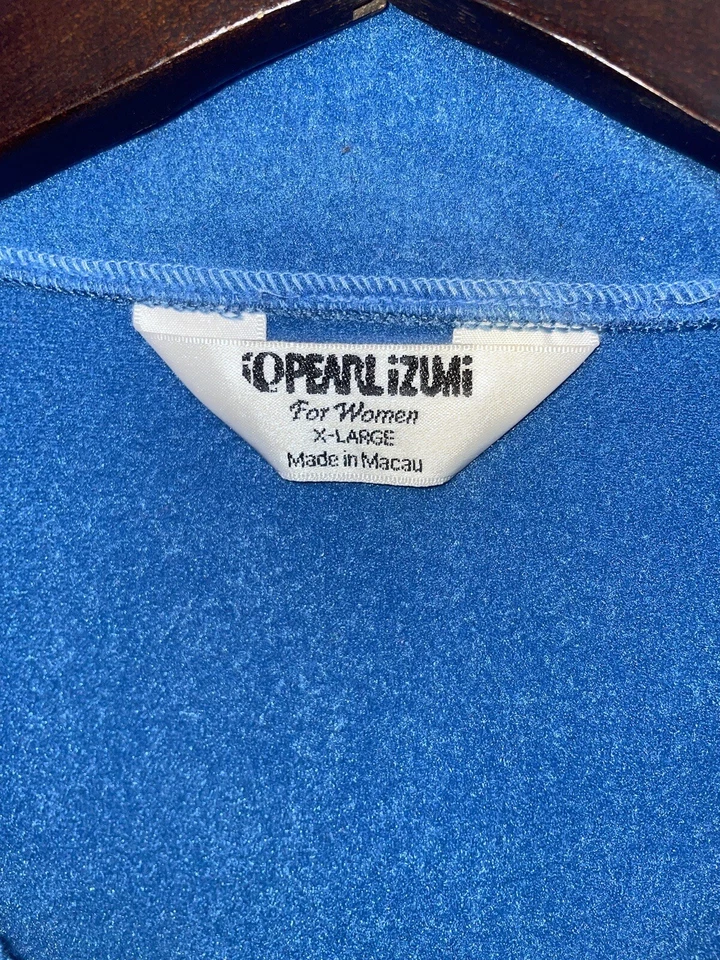 PEARL iZUMi
For Women
X-LARGE
Made in Macau